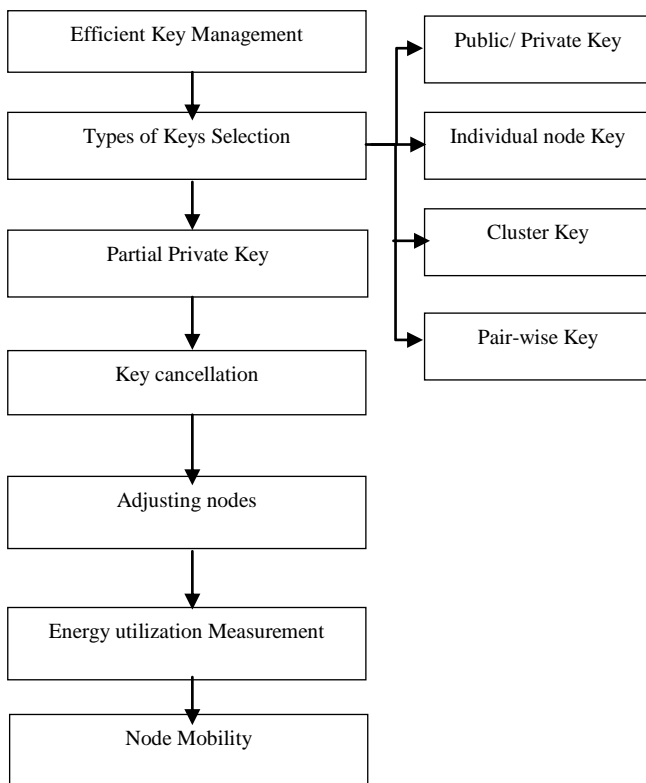 Efficient Key Management
Types of Keys Selection
Partial Private Key
Key cancellation
Adjusting nodes
Energy utilization Measurement
Node Mobility
Public/ Private Key
Individual node Key
Cluster Key
Pair-wise Key